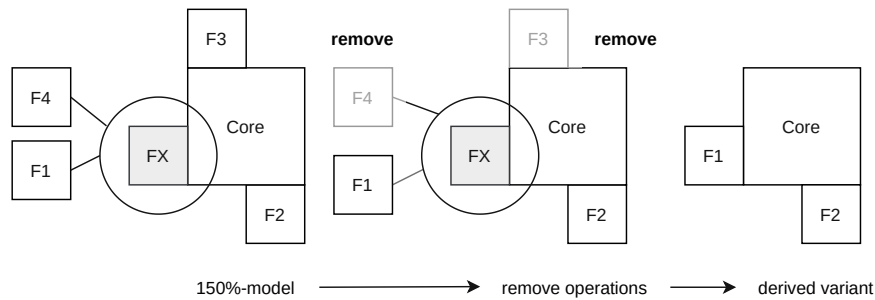 F3
F4
FX
Core
F1
F2
remove
F3
remove
F4
FX
Core
F1
F2
Core
F1
F2
150%-model
remove operations
derived variant